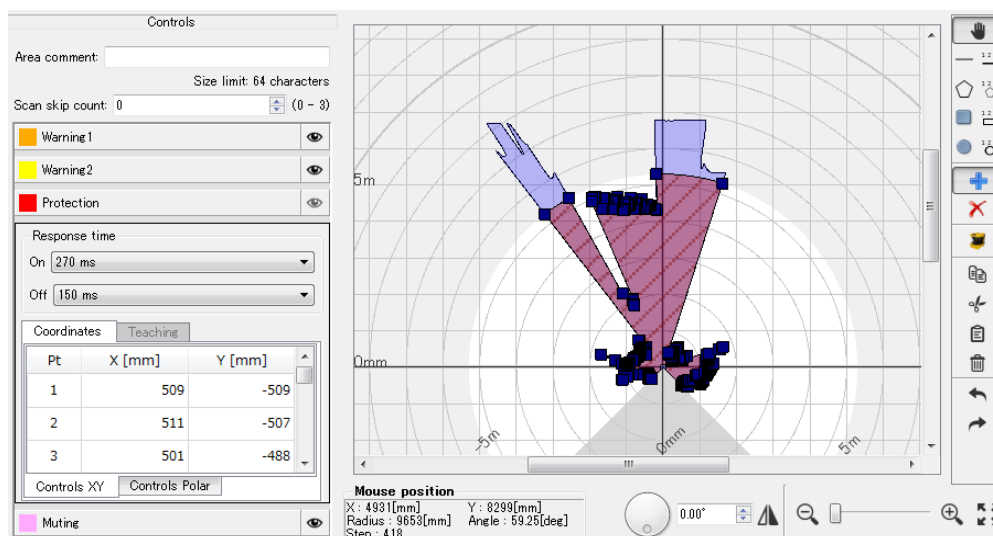 Controls
Area comment:
Size limit: 64 characters
Scan skip count: 0 (0 - 3)
Warning1
Warning2
Protection
Response time
On 270 ms
Off 150 ms
Coordinates Teaching
Pt X [mm] Y [mm]
1 509 -509
2 511 -507
3 501 -488
Controls XY Controls Polar
Muting
5m
0mm
-5m 0mm 5m
Mouse position
X : 4931[mm] Y : 8299[mm]
Radius : 9653[mm] Angle : 59.25[deg]
Step : 418
0.00°